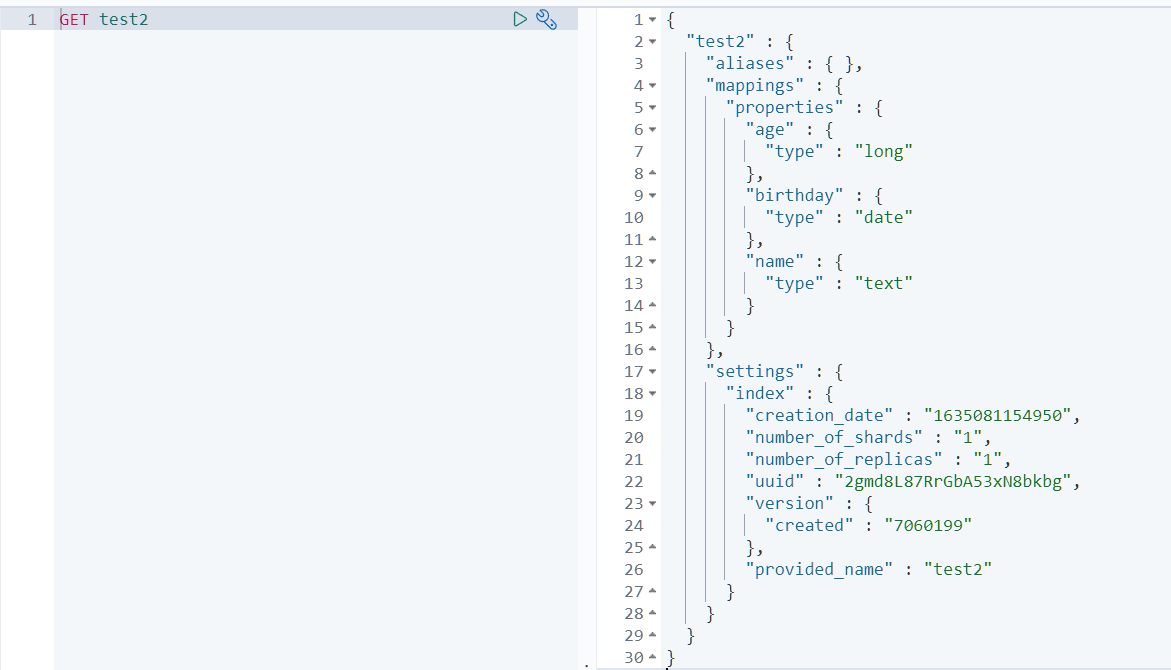 1 GET test2
1 {
2 "test2" : {
3 "aliases" : { },
4 "mappings" : {
5 "properties" : {
6 "age" : {
7 "type" : "long"
8 },
9 "birthday" : {
10 "type" : "date"
11 },
12 "name" : {
13 "type" : "text"
14 }
15 }
16 },
17 "settings" : {
18 "index" : {
19 "creation_date" : "1635081154950",
20 "number_of_shards" : "1",
21 "number_of_replicas" : "1",
22 "uuid" : "2gmd8L87RrGbA53xN8bkbg",
23 "version" : {
24 "created" : "7060199"
25 },
26 "provided_name" : "test2"
27 }
28 }
29 }
30 }